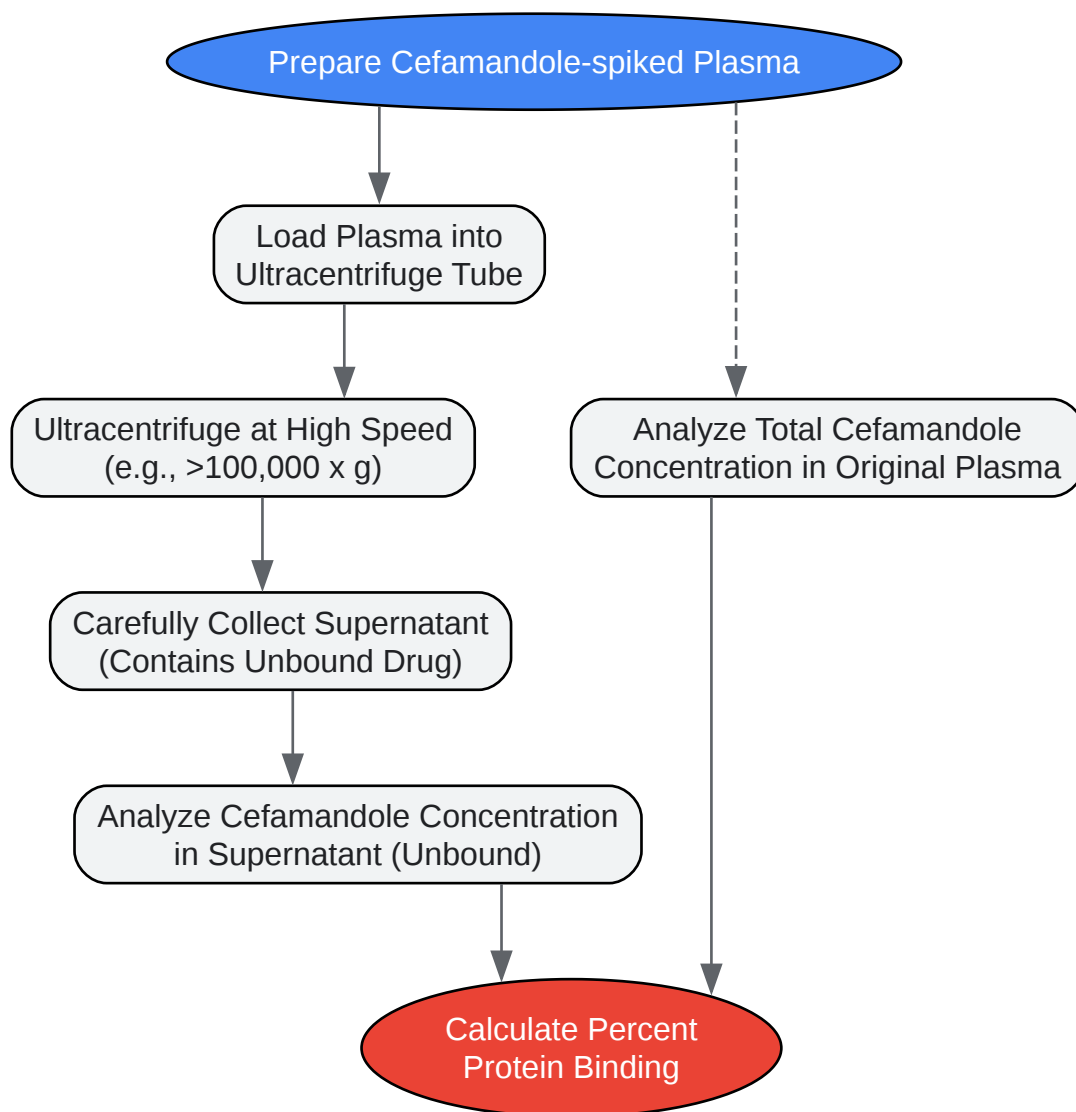 Prepare Cefamandole-spiked Plasma
Load Plasma into
Ultracentrifuge Tube
Ultracentrifuge at High Speed
(e.g., >100,000 x g)
Analyze Total Cefamandole
Concentration in Original Plasma
Carefully Collect Supernatant
(Contains Unbound Drug)
Analyze Cefamandole Concentration
in Supernatant (Unbound)
Calculate Percent
Protein Binding